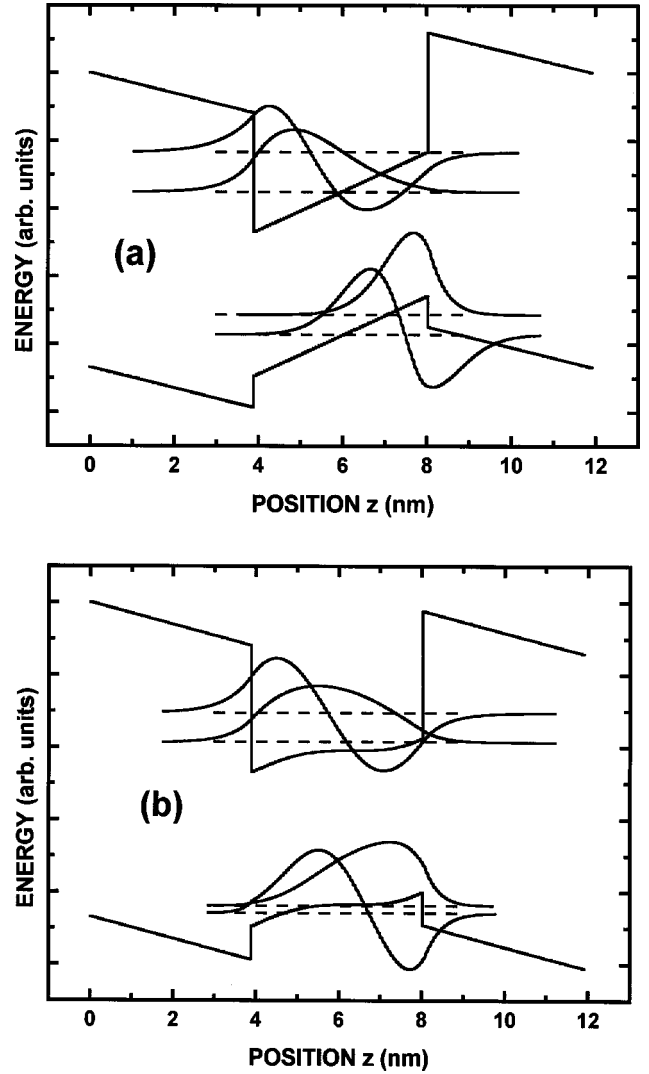 ENERGY (arb. units)
(a)
0 2 4 6 8 10 12
POSITION z (nm)
ENERGY (arb. units)
(b)
0 2 4 6 8 10 12
POSITION z (nm)